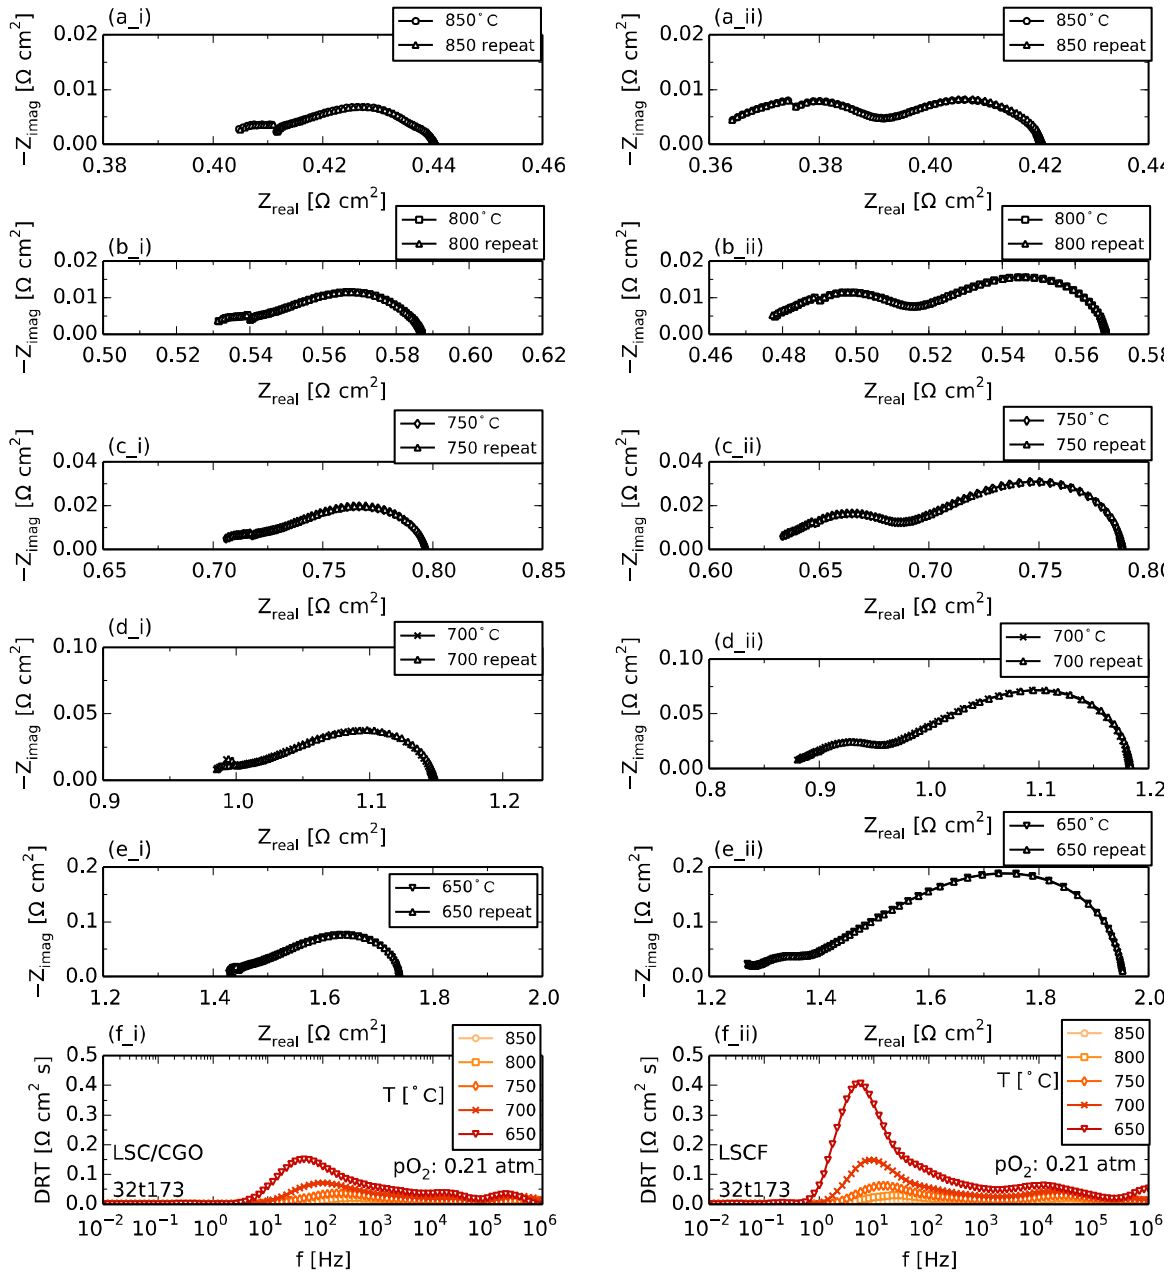 (a_i)
850°C
850 repeat
−Z_imag [Ω cm²]
0.02
0.01
0.00
0.38 0.40 0.42 0.44 0.46
Z_real [Ω cm²]
(a_ii)
850°C
850 repeat
−Z_imag [Ω cm²]
0.02
0.01
0.00
0.36 0.38 0.40 0.42 0.44
Z_real [Ω cm²]
(b_i)
800°C
800 repeat
−Z_imag [Ω cm²]
0.02
0.01
0.00
0.50 0.52 0.54 0.56 0.58 0.60 0.62
Z_real [Ω cm²]
(b_ii)
800°C
800 repeat
−Z_imag [Ω cm²]
0.02
0.01
0.00
0.46 0.48 0.50 0.52 0.54 0.56 0.58
Z_real [Ω cm²]
(c_i)
750°C
750 repeat
−Z_imag [Ω cm²]
0.04
0.02
0.00
0.65 0.70 0.75 0.80 0.85
Z_real [Ω cm²]
(c_ii)
750°C
750 repeat
−Z_imag [Ω cm²]
0.04
0.02
0.00
0.60 0.65 0.70 0.75 0.80
Z_real [Ω cm²]
(d_i)
700°C
700 repeat
−Z_imag [Ω cm²]
0.10
0.05
0.00
0.9 1.0 1.1 1.2
Z_real [Ω cm²]
(d_ii)
700°C
700 repeat
−Z_imag [Ω cm²]
0.10
0.05
0.00
0.8 0.9 1.0 1.1 1.2
Z_real [Ω cm²]
(e_i)
650°C
650 repeat
−Z_imag [Ω cm²]
0.2
0.1
0.0
1.2 1.4 1.6 1.8 2.0
Z_real [Ω cm²]
(e_ii)
650°C
650 repeat
−Z_imag [Ω cm²]
0.2
0.1
0.0
1.2 1.4 1.6 1.8 2.0
Z_real [Ω cm²]
(f_i)
850
800
750
700
650
T [°C]
DRT [Ω cm² s]
0.5
0.4
0.3
0.2
0.1
0.0
LSC/CGO
pO₂: 0.21 atm
32t173
10⁻² 10⁻¹ 10⁰ 10¹ 10² 10³ 10⁴ 10⁵ 10⁶
f [Hz]
(f_ii)
850
800
750
700
650
T [°C]
DRT [Ω cm² s]
0.5
0.4
0.3
0.2
0.1
0.0
LSCF
pO₂: 0.21 atm
32t173
10⁻² 10⁻¹ 10⁰ 10¹ 10² 10³ 10⁴ 10⁵ 10⁶
f [Hz]